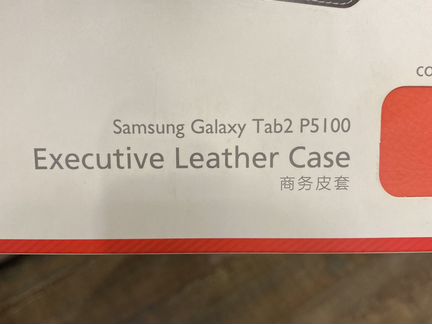 Samsung Galaxy Tab2 P5100
Executive Leather Case
商务皮套